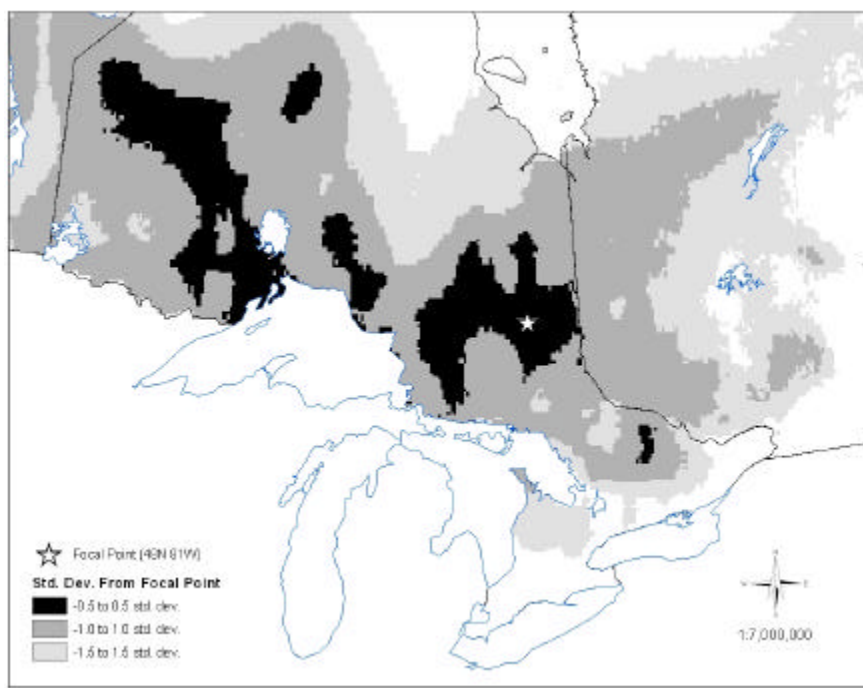 Focal Point (48N 81W)
Std. Dev. From Focal Point
-0.5 to 0.5 std. dev.
-1.0 to 1.0 std. dev.
-1.5 to 1.5 std. dev.
1:7,000,000